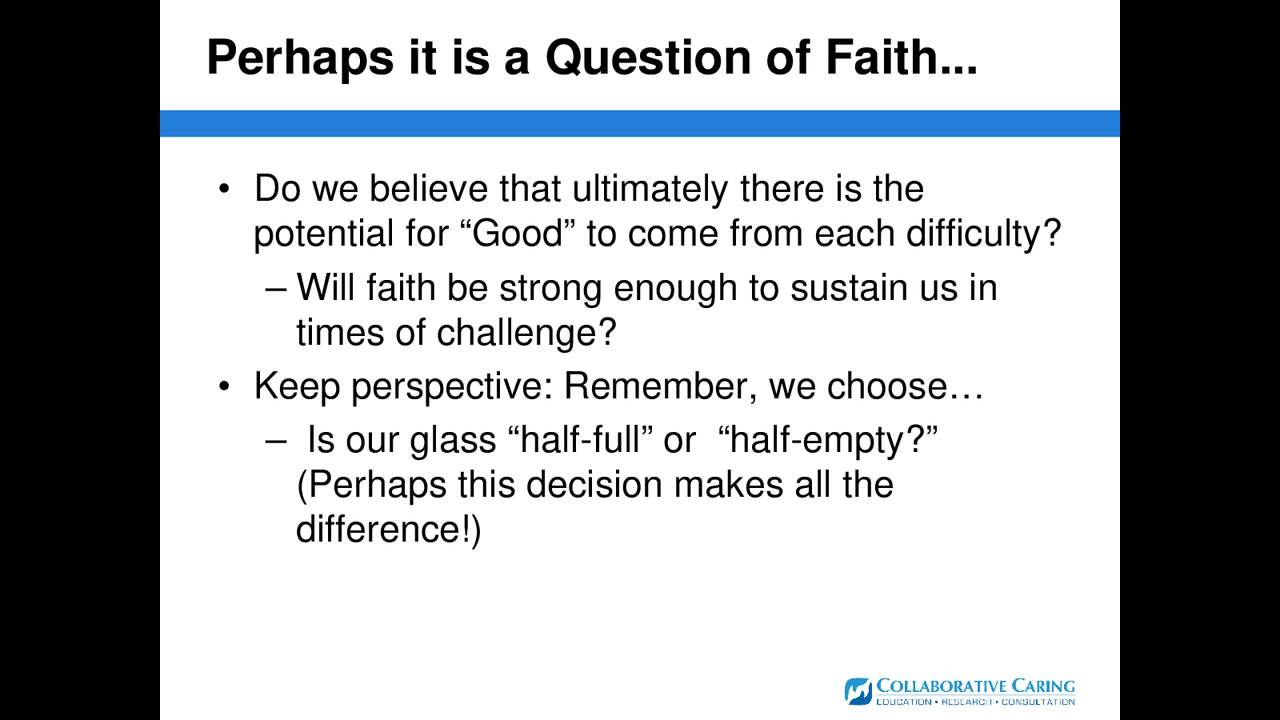 Perhaps it is a Question of Faith...
• Do we believe that ultimately there is the
potential for “Good” to come from each difficulty?
– Will faith be strong enough to sustain us in
times of challenge?
• Keep perspective: Remember, we choose…
– Is our glass “half-full” or “half-empty?”
(Perhaps this decision makes all the
difference!)
COLLABORATIVE CARING
EDUCATION • RESEARCH • CONSULTATION